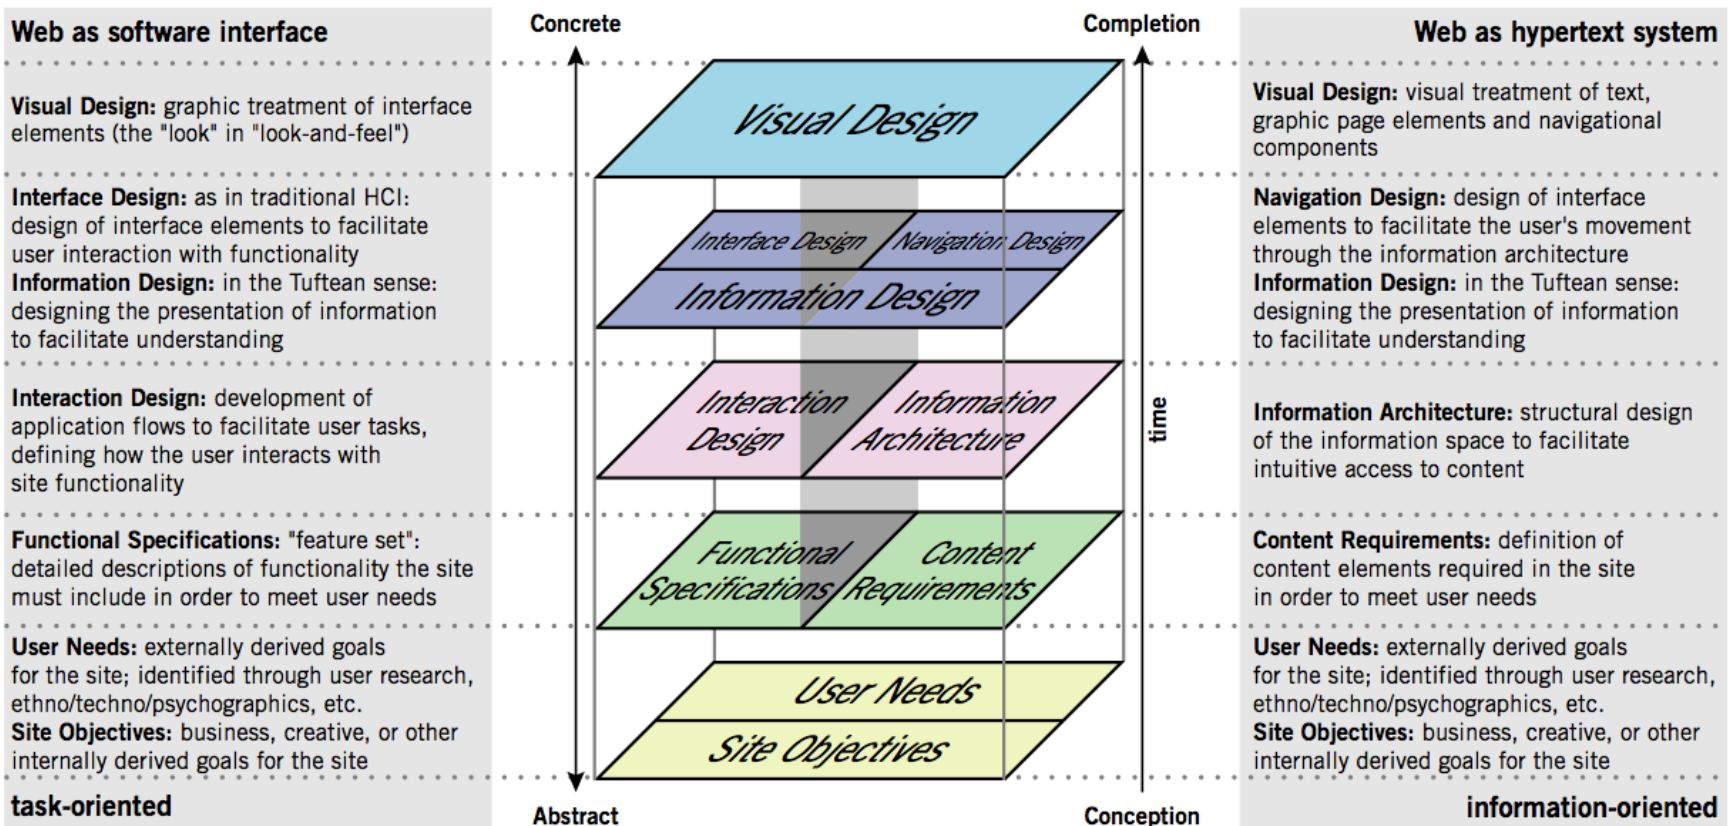 Web as software interface
Visual Design: graphic treatment of interface
elements (the "look" in "look-and-feel")
Interface Design: as in traditional HCI:
design of interface elements to facilitate
user interaction with functionality
Information Design: in the Tuftean sense:
designing the presentation of information
to facilitate understanding
Interaction Design: development of
application flows to facilitate user tasks,
defining how the user interacts with
site functionality
Functional Specifications: "feature set":
detailed descriptions of functionality the site
must include in order to meet user needs
User Needs: externally derived goals
for the site; identified through user research,
ethno/techno/psychographics, etc.
Site Objectives: business, creative, or other
internally derived goals for the site
task-oriented
Concrete
Completion
Visual Design
Interface Design
Navigation Design
Information Design
Interaction
Design
Information
Architecture
Functional
Specifications
Content
Requirements
User Needs
Site Objectives
time
Abstract
Conception
Web as hypertext system
Visual Design: visual treatment of text,
graphic page elements and navigational
components
Navigation Design: design of interface
elements to facilitate the user's movement
through the information architecture
Information Design: in the Tuftean sense:
designing the presentation of information
to facilitate understanding
Information Architecture: structural design
of the information space to facilitate
intuitive access to content
Content Requirements: definition of
content elements required in the site
in order to meet user needs
User Needs: externally derived goals
for the site; identified through user research,
ethno/techno/psychographics, etc.
Site Objectives: business, creative, or other
internally derived goals for the site
information-oriented